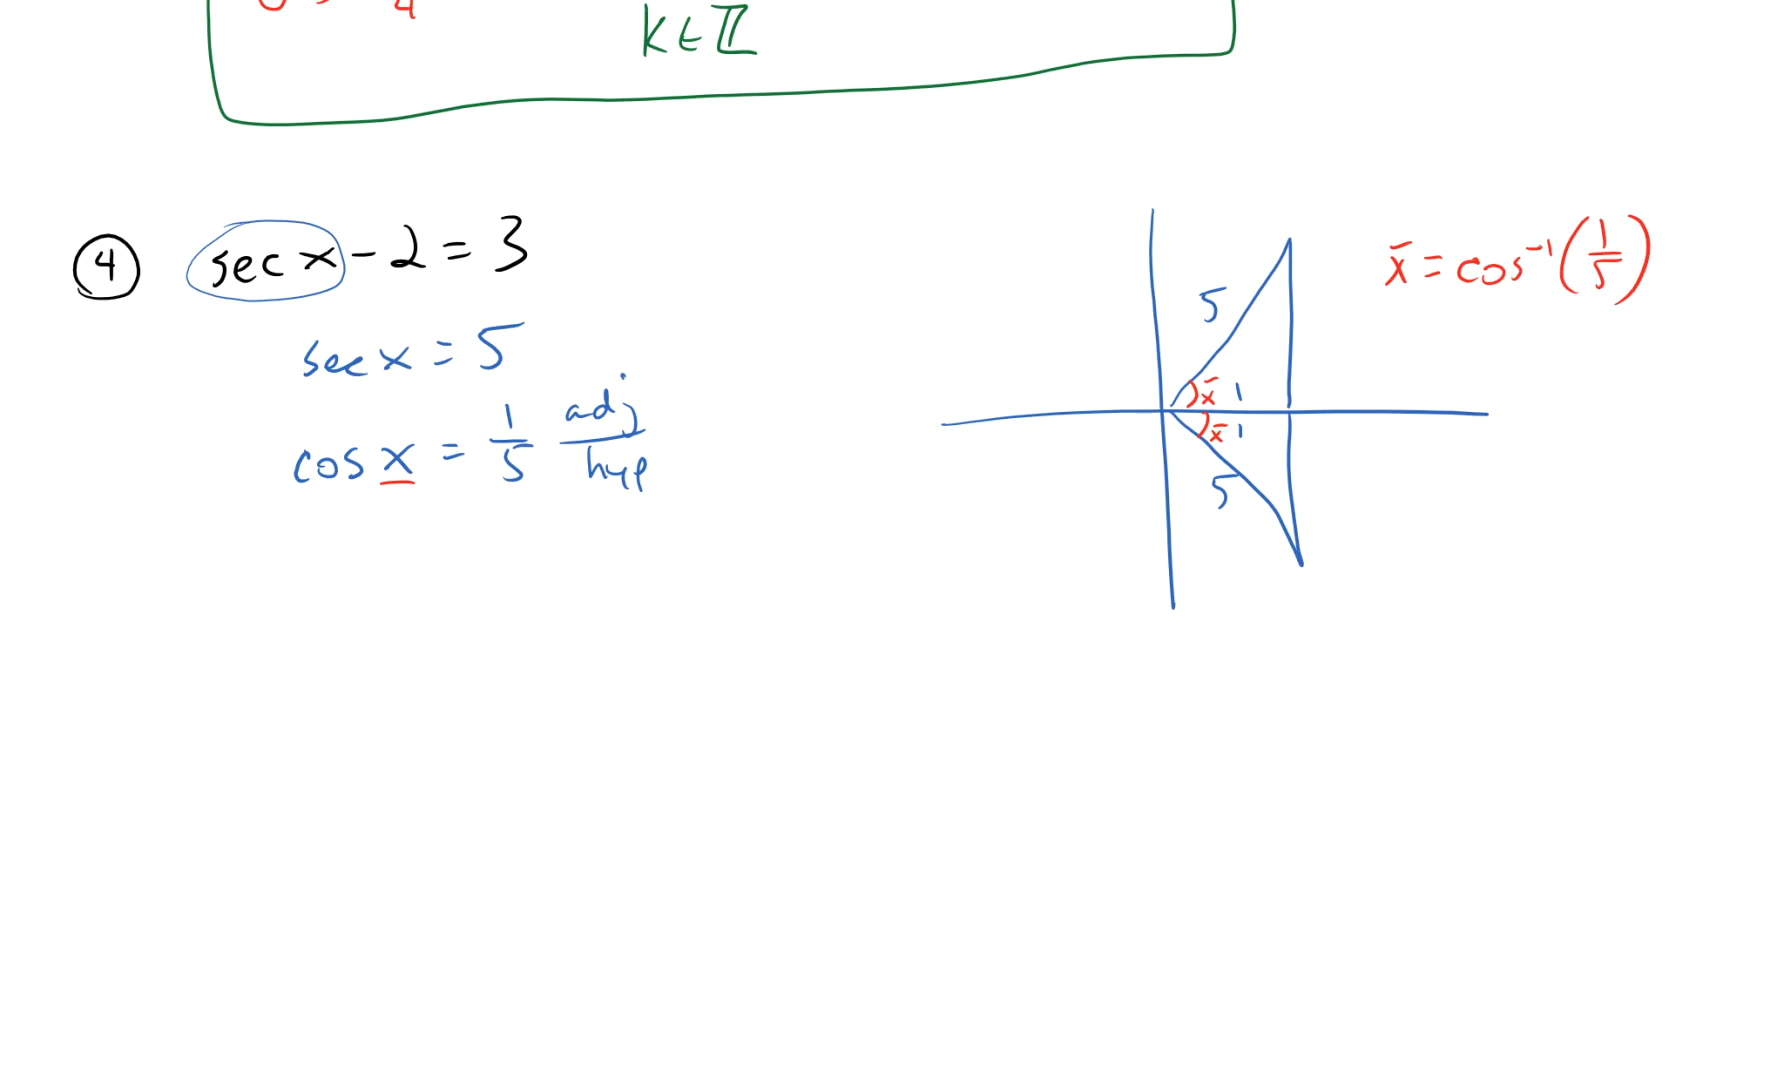 k ∈ ℤ
④ sec x - 2 = 3
sec x = 5
cos x = 1/5 adj/hyp
5
x̄ 1
x̄ 1
5
x̄ = cos⁻¹(1/5)